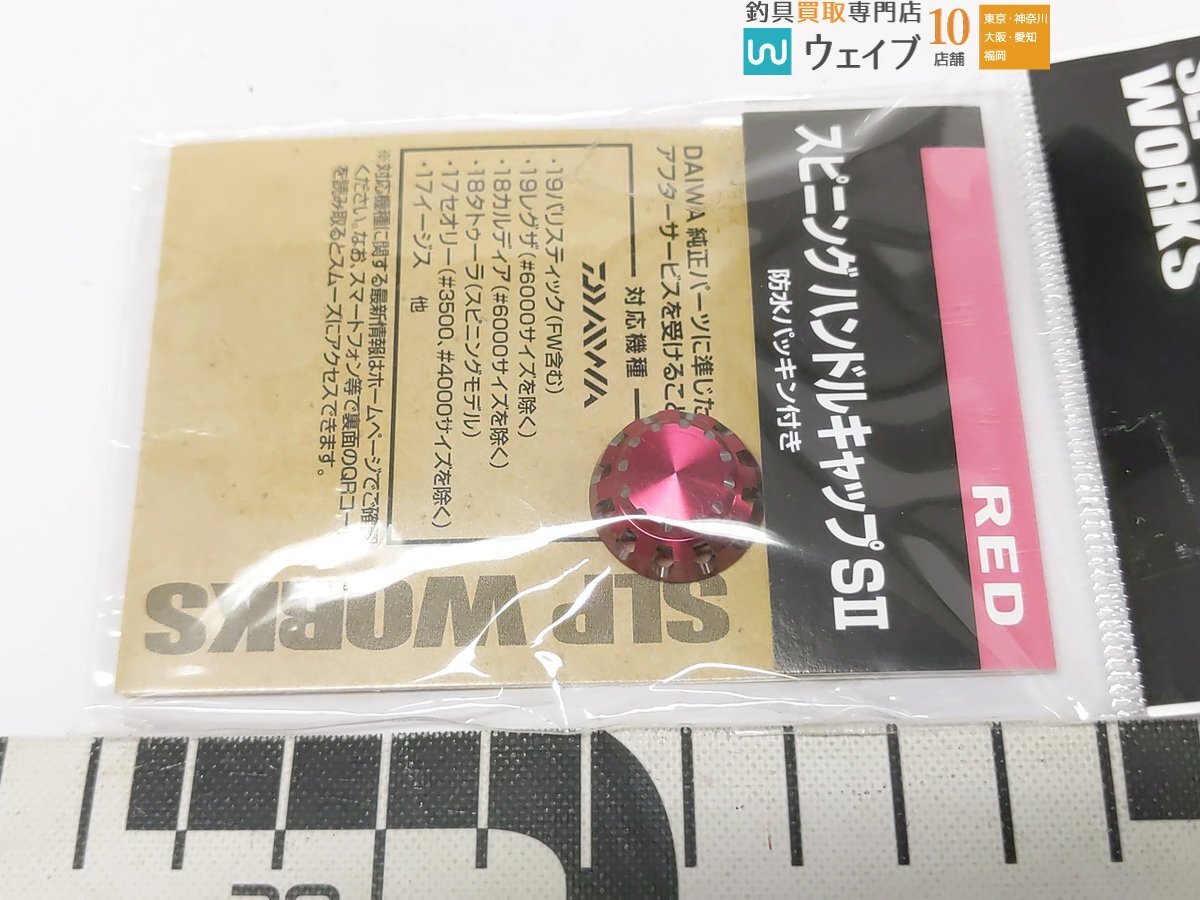 釣具買取専門店
ウェイブ
10
店舗
東京・神奈川
大阪・愛知
福岡
WORKS
RED
スピニングハンドルキャップSⅡ
防水パッキン付き
DAIWA純正パーツに準じた
アフターサービスを受けること
DAIWA
対応機種
・19バリスティック(FW含む)
・19レグザ(#6000サイズを除く)
・18カルディア(#6000サイズを除く)
・18タトゥーラ(スピニングモデル)
・17セオリー(#3500、#4000サイズを除く)
・17イージス 他
※対応機種に関する最新情報はホームページでご確
ください。なお、スマートフォン等で裏面のQRコー
を読み取るとスムーズにアクセスできます。
SLP WORKS